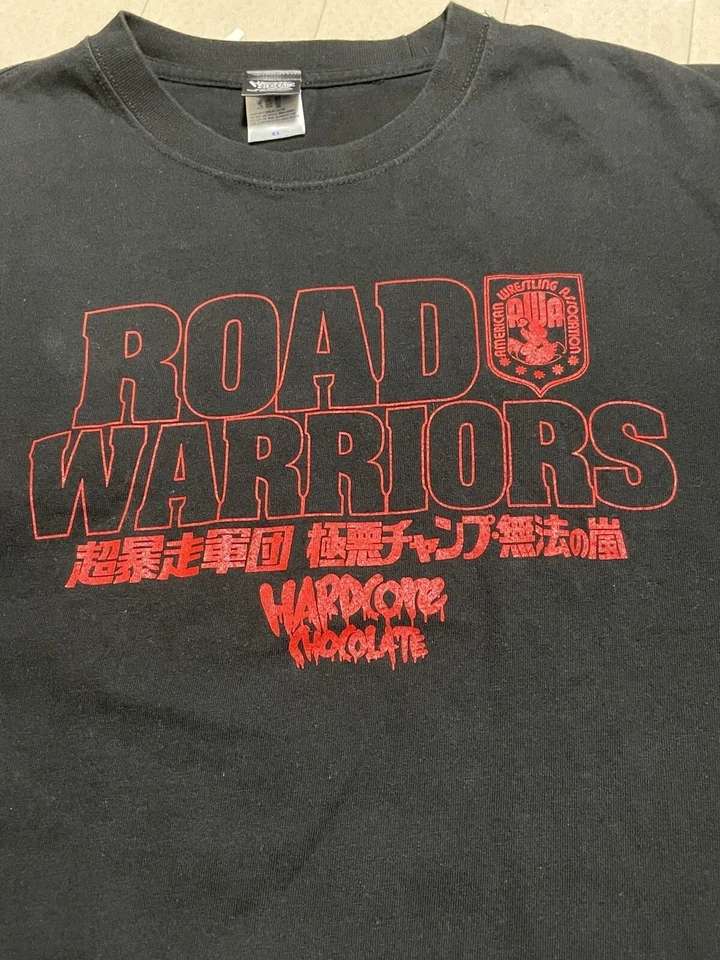 XL
ROAD
AMERICAN WRESTLING ASSOCIATION
AWA
WARRIORS
超暴走軍団 極悪チャンプ・無法の嵐
HARDCORE
CHOCOLATE